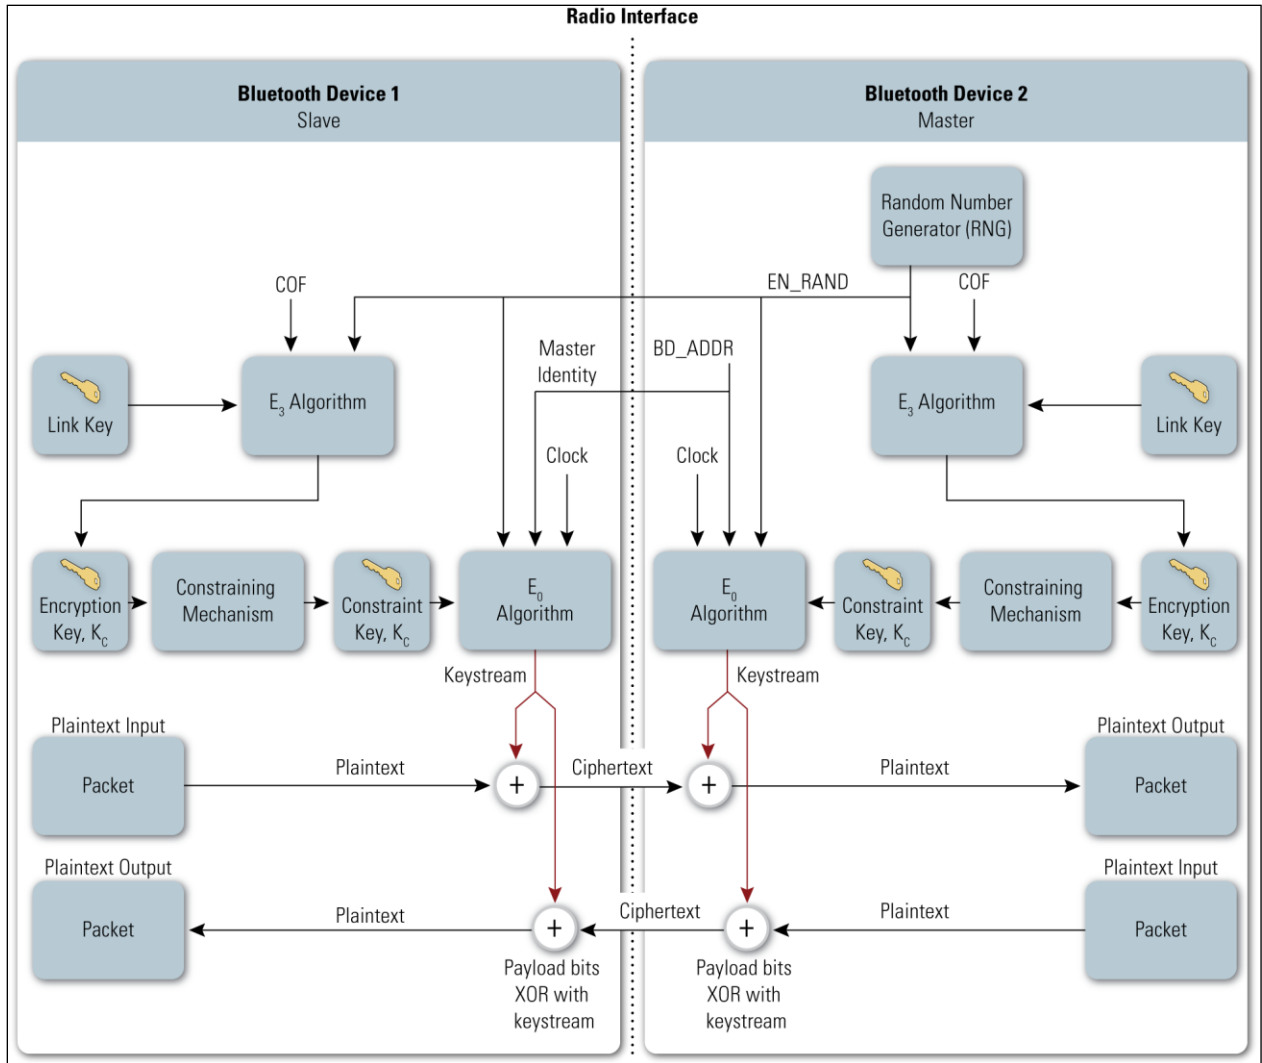 Radio Interface
Bluetooth Device 1
Slave
Bluetooth Device 2
Master
Random Number
Generator (RNG)
COF
EN_RAND
COF
Master
Identity
BD_ADDR
Link Key
E₃ Algorithm
E₃ Algorithm
Link Key
Clock
Clock
Encryption
Key, K_C
Constraining
Mechanism
Constraint
Key, K_C
E₀
Algorithm
E₀
Algorithm
Constraint
Key, K_C
Constraining
Mechanism
Encryption
Key, K_C
Keystream
Keystream
Plaintext Input
Packet
Plaintext
+
Ciphertext
+
Plaintext
Plaintext Output
Packet
Plaintext Output
Packet
Plaintext
+
Ciphertext
+
Plaintext
Plaintext Input
Packet
Payload bits
XOR with
keystream
Payload bits
XOR with
keystream